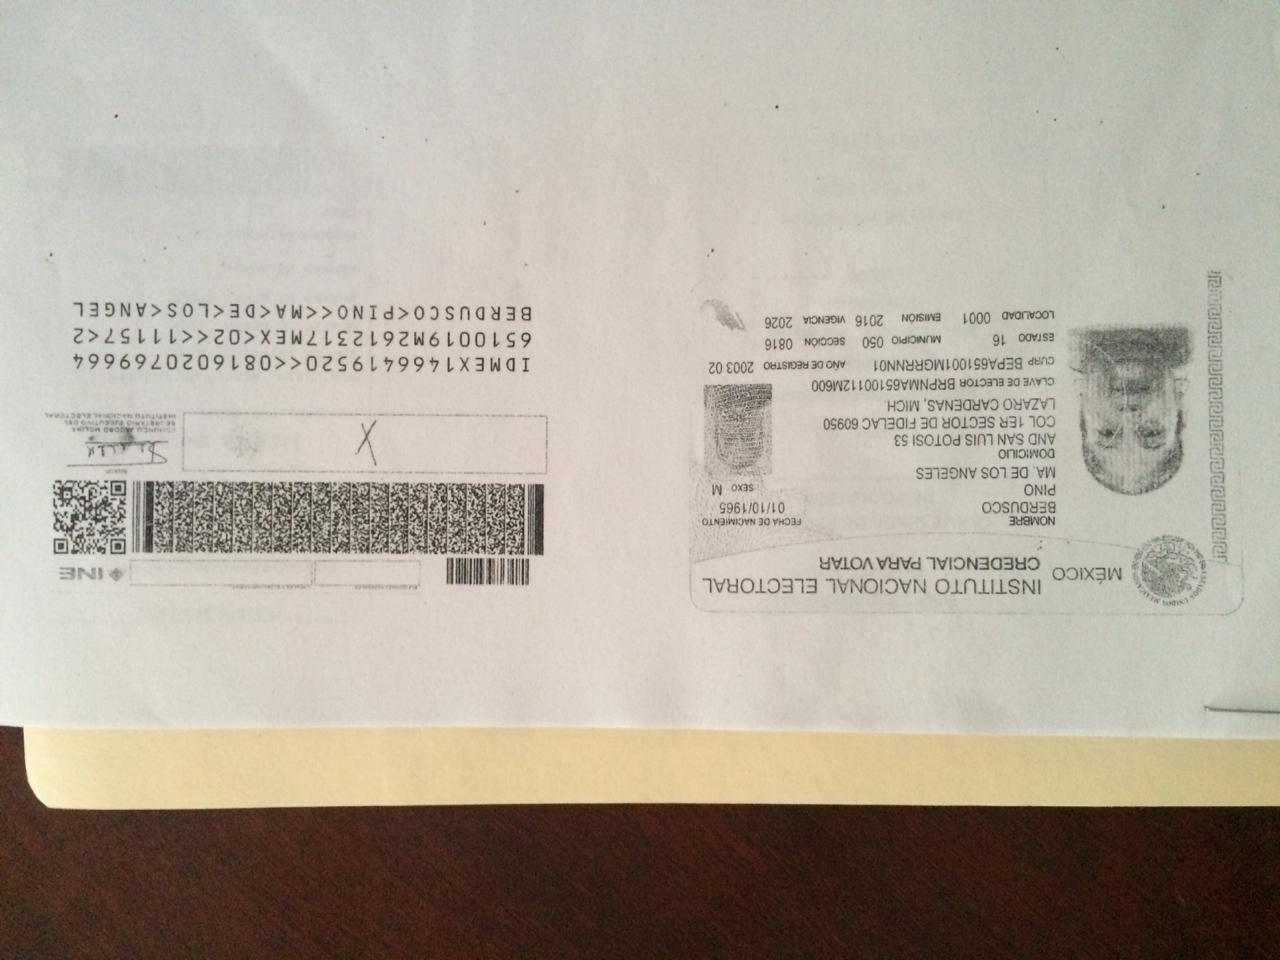 MÉXICO INSTITUTO NACIONAL ELECTORAL
CREDENCIAL PARA VOTAR
NOMBRE
BERDUSCO
PINO
MA. DE LOS ANGELES
FECHA DE NACIMIENTO
01/10/1965
SEXO M
DOMICILIO
AND SAN LUIS POTOSI 53
COL 1ER SECTOR DE FIDELAC 60950
LAZARO CARDENAS, MICH.
CLAVE DE ELECTOR BRPNMA65100112M600
CURP BEPA651001MGRRNN01 AÑO DE REGISTRO 2003 02
ESTADO 16 MUNICIPIO 050 SECCIÓN 0816
LOCALIDAD 0001 EMISIÓN 2016 VIGENCIA 2026
INE
X
EDMUNDO JACOBO MOLINA
SECRETARIO EJECUTIVO DEL
INSTITUTO NACIONAL ELECTORAL
IDMEX1466419520<<0816020769664
6510019M2612317MEX<02<<11157<2
BERDUSCO<PINO<<MA<DE<LOS<ANGEL